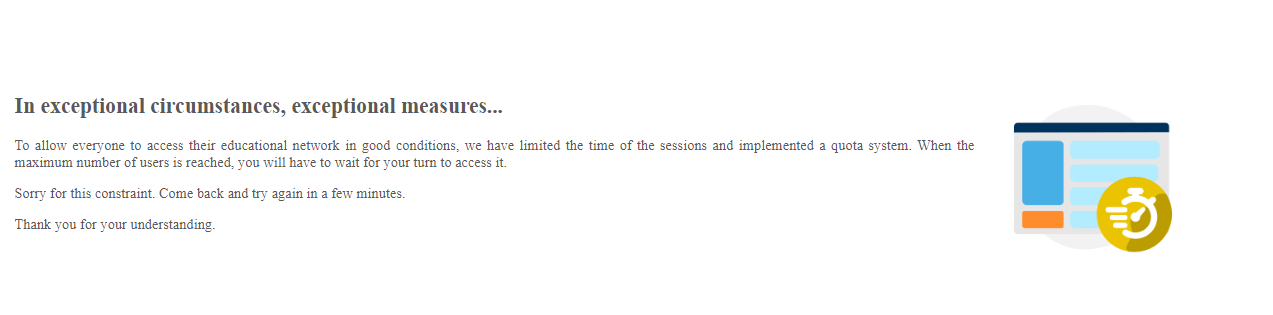 In exceptional circumstances, exceptional measures...
To allow everyone to access their educational network in good conditions, we have limited the time of the sessions and implemented a quota system. When the
maximum number of users is reached, you will have to wait for your turn to access it.
Sorry for this constraint. Come back and try again in a few minutes.
Thank you for your understanding.